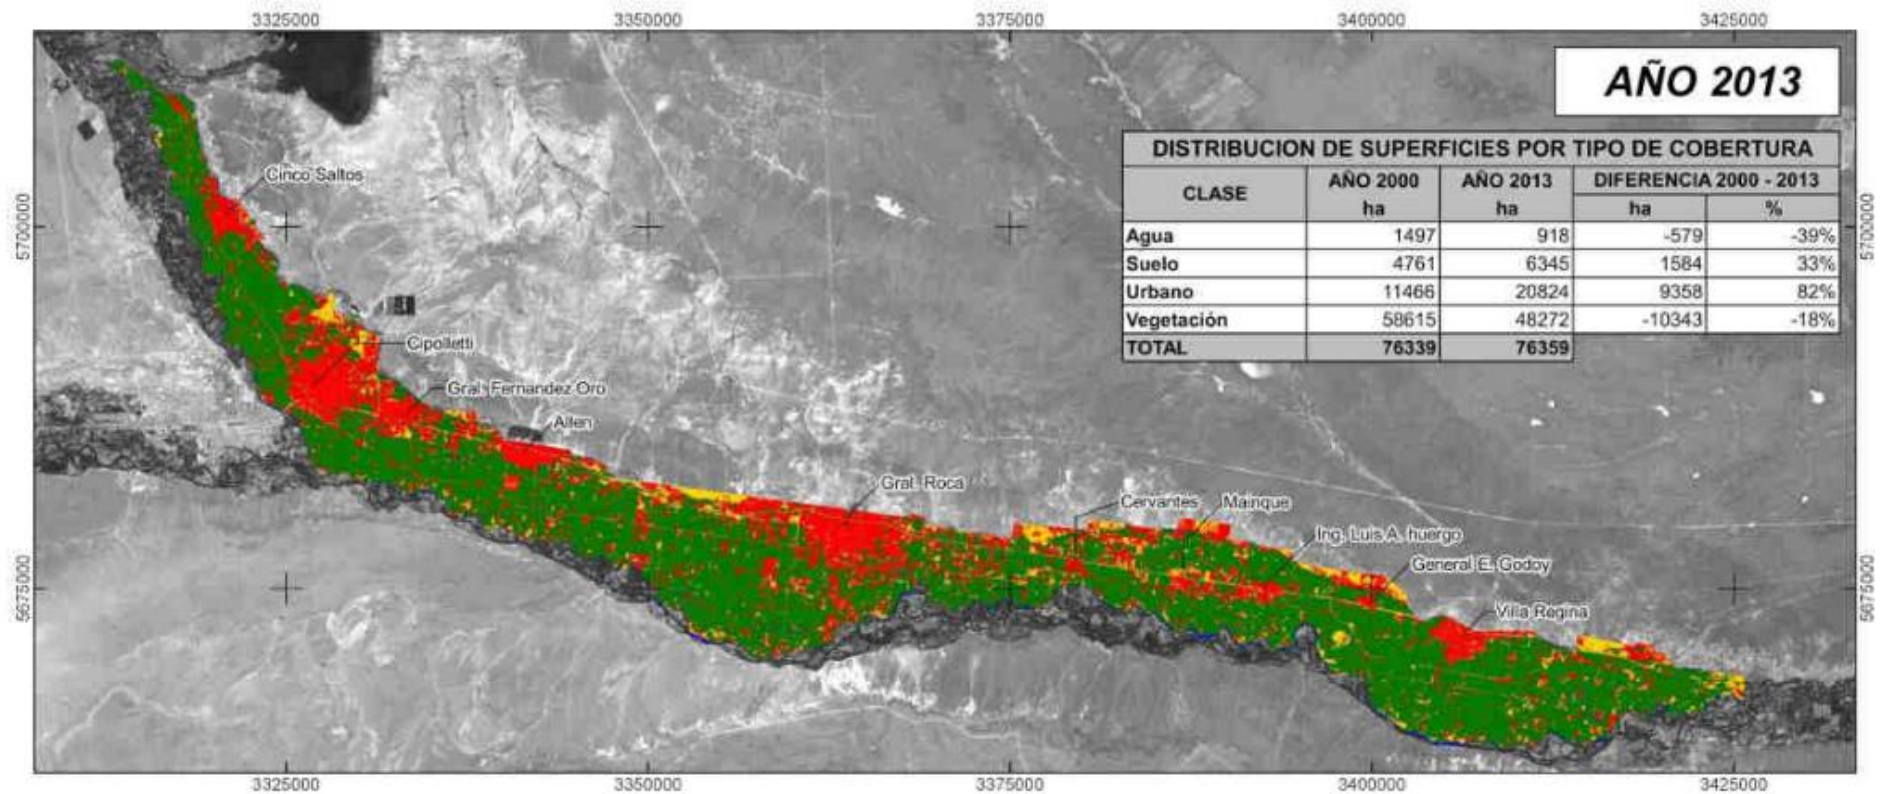 3325000 3350000 3375000 3400000 3425000
AÑO 2013
DISTRIBUCION DE SUPERFICIES POR TIPO DE COBERTURA
CLASE AÑO 2000 AÑO 2013 DIFERENCIA 2000 - 2013
ha ha ha %
Agua 1497 918 -579 -39%
Suelo 4761 6345 1584 33%
Urbano 11466 20824 9358 82%
Vegetación 58615 48272 -10343 -18%
TOTAL 76339 76359
5700000 5700000
Cinco Saltos
Cipolletti
Gral. Fernandez Oro
Allen
Gral. Roca
Cervantes
Mainque
Ing. Luis A. huergo
General E. Godoy
Villa Regina
5675000 5675000
3325000 3350000 3375000 3400000 3425000